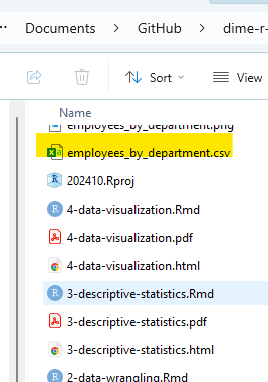 Documents > GitHub > dime-r-
Sort
View
Name
employees_by_department.png
employees_by_department.csv
202410.Rproj
4-data-visualization.Rmd
4-data-visualization.pdf
4-data-visualization.html
3-descriptive-statistics.Rmd
3-descriptive-statistics.pdf
3-descriptive-statistics.html
2-data-wrangling.Rmd